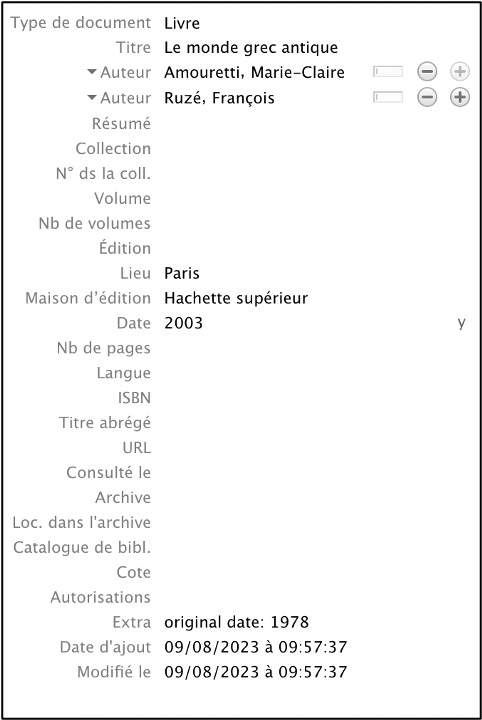 Type de document Livre
Titre Le monde grec antique
Auteur Amouretti, Marie-Claire
Auteur Ruzé, François
Résumé
Collection
N° ds la coll.
Volume
Nb de volumes
Édition
Lieu Paris
Maison d'édition Hachette supérieur
Date 2003 y
Nb de pages
Langue
ISBN
Titre abrégé
URL
Consulté le
Archive
Loc. dans l'archive
Catalogue de bibl.
Cote
Autorisations
Extra original date: 1978
Date d'ajout 09/08/2023 à 09:57:37
Modifié le 09/08/2023 à 09:57:37